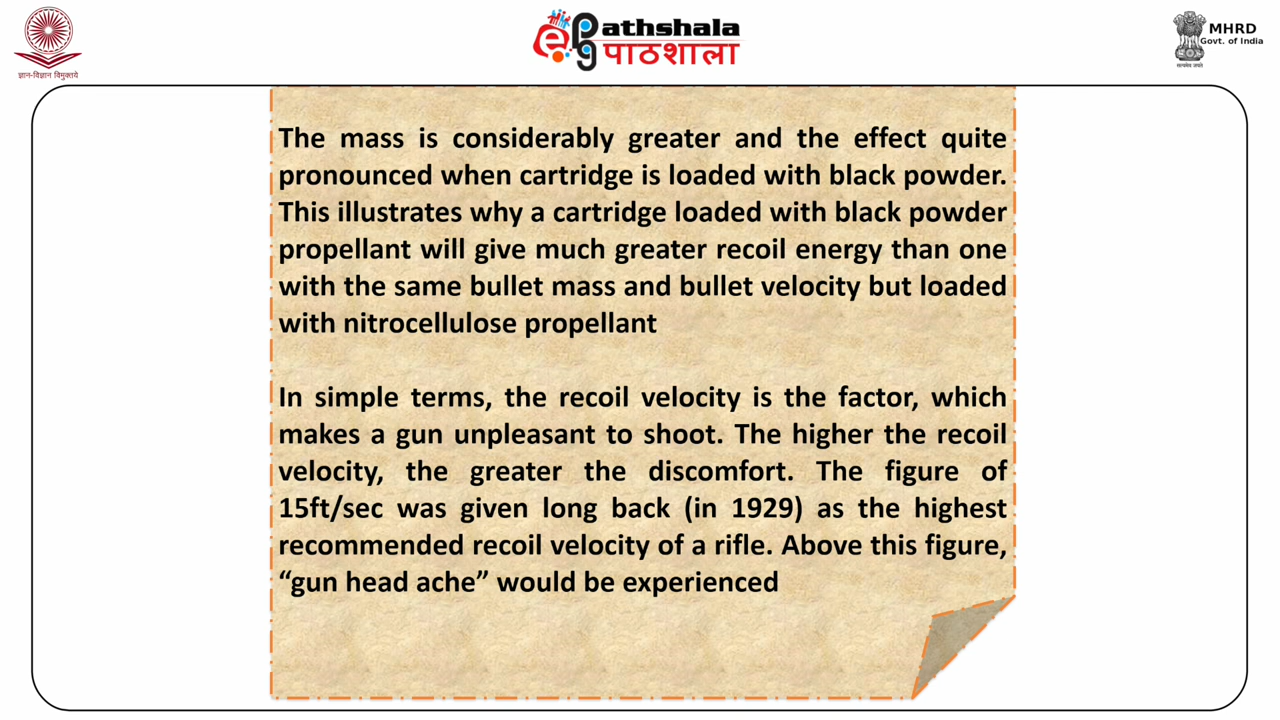 ज्ञान-विज्ञान विमुक्तये
ePathshala
पाठशाला
MHRD
Govt. of India
सत्यमेव जयते
The mass is considerably greater and the effect quite
pronounced when cartridge is loaded with black powder.
This illustrates why a cartridge loaded with black powder
propellant will give much greater recoil energy than one
with the same bullet mass and bullet velocity but loaded
with nitrocellulose propellant
In simple terms, the recoil velocity is the factor, which
makes a gun unpleasant to shoot. The higher the recoil
velocity, the greater the discomfort. The figure of
15ft/sec was given long back (in 1929) as the highest
recommended recoil velocity of a rifle. Above this figure,
“gun head ache” would be experienced